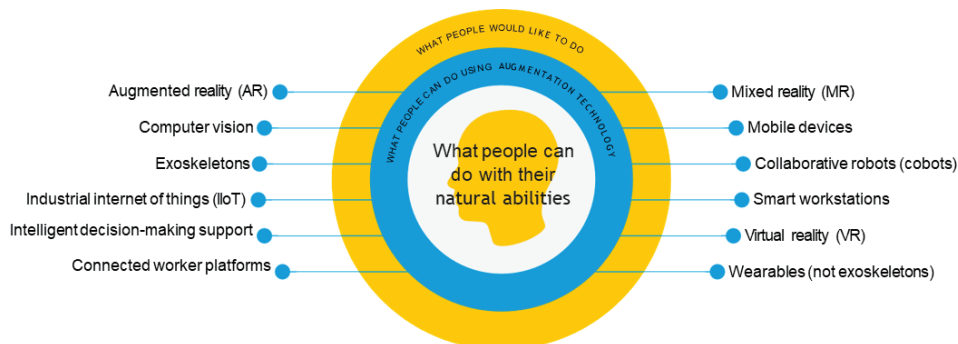 WHAT PEOPLE WOULD LIKE TO DO
WHAT PEOPLE CAN DO USING AUGMENTATION TECHNOLOGY
What people can
do with their
natural abilities
Augmented reality (AR)
Computer vision
Exoskeletons
Industrial internet of things (IIoT)
Intelligent decision-making support
Connected worker platforms
Mixed reality (MR)
Mobile devices
Collaborative robots (cobots)
Smart workstations
Virtual reality (VR)
Wearables (not exoskeletons)